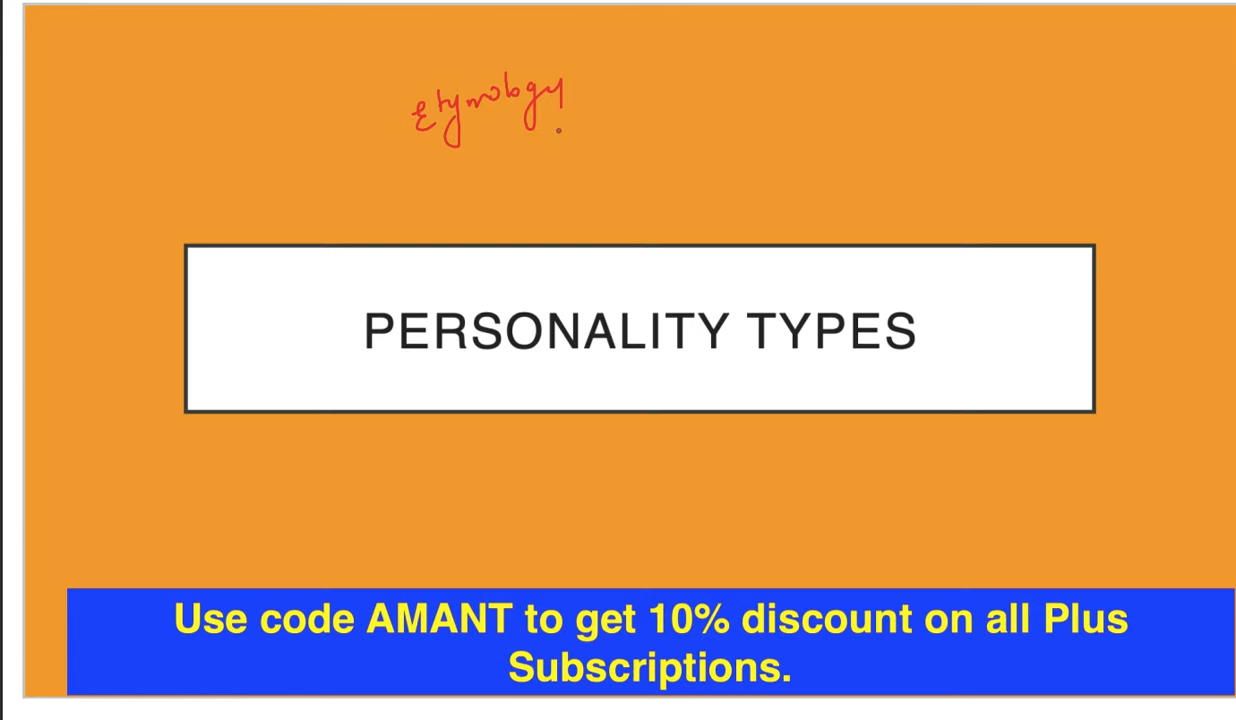 Etymology
PERSONALITY TYPES
Use code AMANT to get 10% discount on all Plus
Subscriptions.